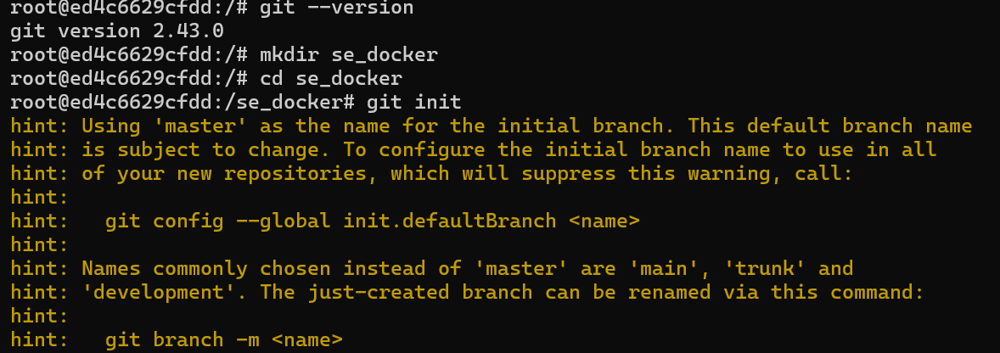 root@ed4c6629cfdd:/# git --version
git version 2.43.0
root@ed4c6629cfdd:/# mkdir se_docker
root@ed4c6629cfdd:/# cd se_docker
root@ed4c6629cfdd:/se_docker# git init
hint: Using 'master' as the name for the initial branch. This default branch name
hint: is subject to change. To configure the initial branch name to use in all
hint: of your new repositories, which will suppress this warning, call:
hint:
hint:   git config --global init.defaultBranch <name>
hint:
hint: Names commonly chosen instead of 'master' are 'main', 'trunk' and
hint: 'development'. The just-created branch can be renamed via this command:
hint:
hint:   git branch -m <name>